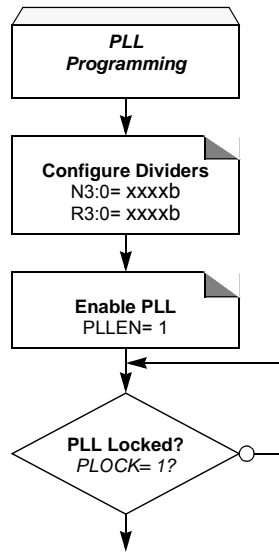 PLL
Programming
Configure Dividers
N3:0= xxxxb
R3:0= xxxxb
Enable PLL
PLLEN= 1
PLL Locked?
PLOCK= 1?